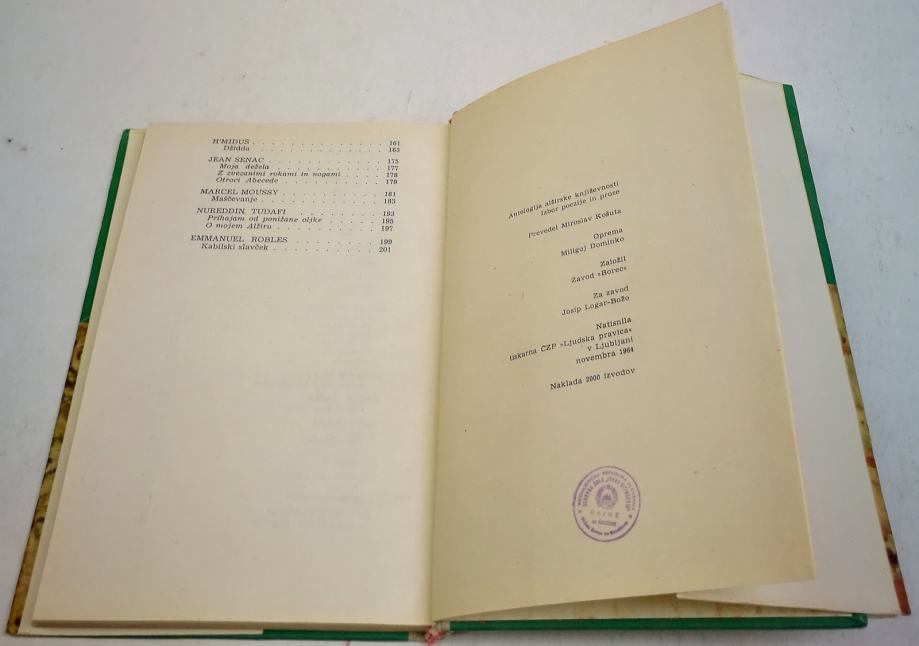 H'MIDUS . . . . . . . . . . . . . . 161
Džidda . . . . . . . . . . . . . . 163
JEAN SENAC . . . . . . . . . . . . . 175
Moja dežela . . . . . . . . . . . . 177
Z zvezanimi rokami in nogami . . . . 178
Otroci Abecede . . . . . . . . . . . 179
MARCEL MOUSSY . . . . . . . . . . . 181
Maščevanje . . . . . . . . . . . . 183
NUREDDIN TUDAFI . . . . . . . . . . 193
Prihajam od ponižane oljke . . . . . 195
O mojem Alžiru . . . . . . . . . . . 197
EMMANUEL ROBLES . . . . . . . . . . 199
Kabilski slavček . . . . . . . . . . 201
Antologija alžirske književnosti
Izbor poezije in proze
Prevedel Miroslav Košuta
Oprema
Miligoj Dominko
Založil
Zavod »Borec«
Za zavod
Josip Logar-Božo
Natisnila
tiskarna ČZP »Ljudska pravica«
v Ljubljani
novembra 1964
Naklada 2000 izvodov
RAVNE